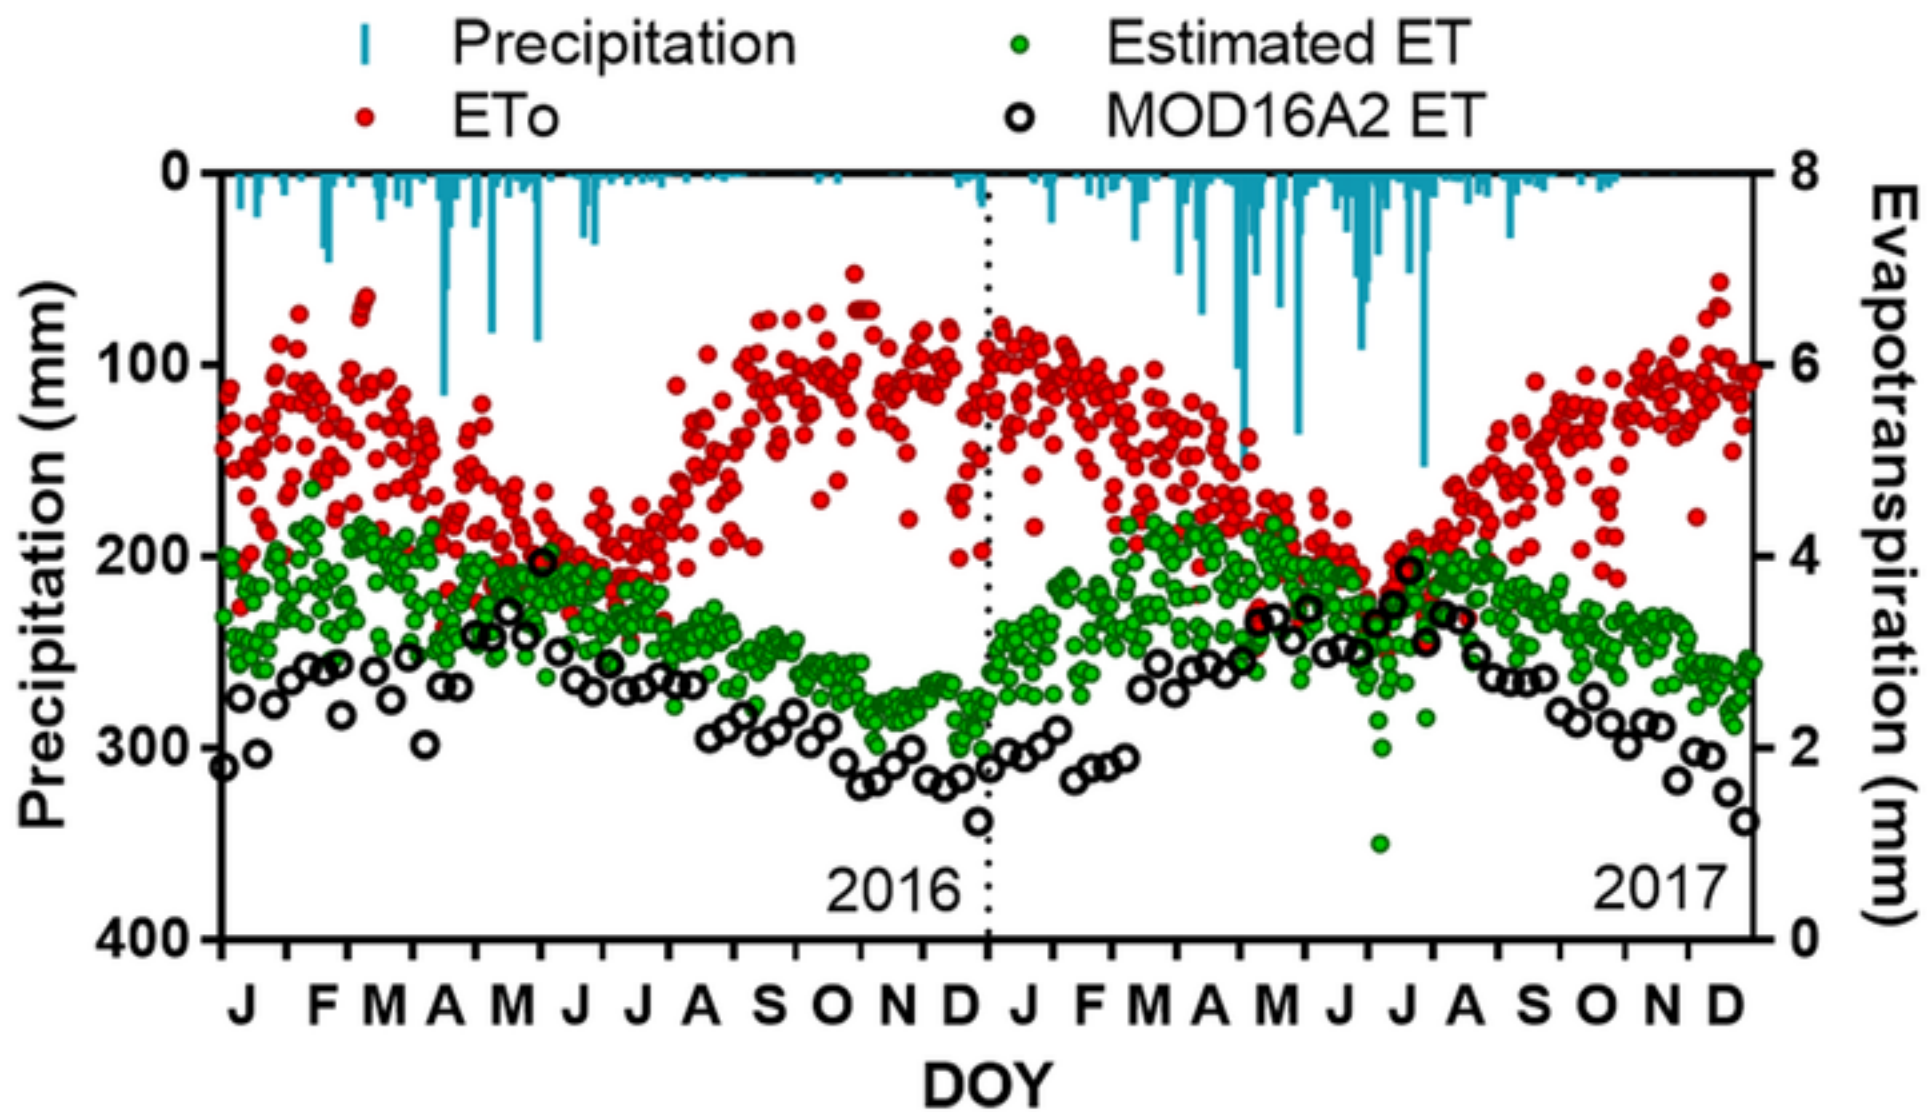 Precipitation
Estimated ET
ETo
MOD16A2 ET
0
100
200
300
400
Precipitation (mm)
8
6
4
2
0
Evapotranspiration (mm)
2016
2017
J F M A M J J A S O N D J F M A M J J A S O N D
DOY